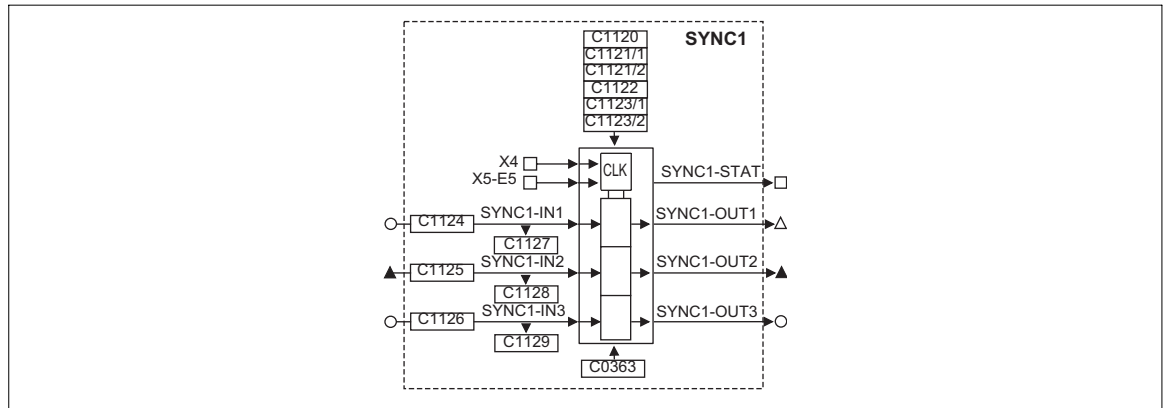 SYNC1
C1120
C1121/1
C1121/2
C1122
C1123/1
C1123/2
X4
X5-E5
CLK
SYNC1-STAT
C1124
SYNC1-IN1
C1127
SYNC1-OUT1
C1125
SYNC1-IN2
C1128
SYNC1-OUT2
C1126
SYNC1-IN3
C1129
SYNC1-OUT3
C0363